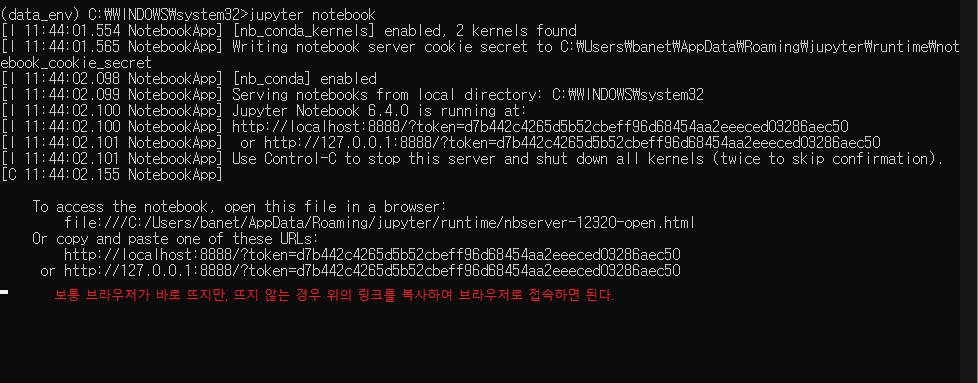 (data_env) C:\WINDOWS\system32>jupyter notebook
[I 11:44:01.554 NotebookApp] [nb_conda_kernels] enabled, 2 kernels found
[I 11:44:01.565 NotebookApp] Writing notebook server cookie secret to C:₩Users₩banet₩AppData₩Roaming₩jupyter₩runtime₩not
ebook_cookie_secret
[I 11:44:02.098 NotebookApp] [nb_conda] enabled
[I 11:44:02.099 NotebookApp] Serving notebooks from local directory: C:₩WINDOWS₩system32
[I 11:44:02.100 NotebookApp] Jupyter Notebook 6.4.0 is running at:
[I 11:44:02.100 NotebookApp] http://localhost:8888/?token=d7b442c4265d5b52cbeff96d68454aa2eeeced03286aec50
[I 11:44:02.101 NotebookApp]  or http://127.0.0.1:8888/?token=d7b442c4265d5b52cbeff96d68454aa2eeeced03286aec50
[I 11:44:02.101 NotebookApp] Use Control-C to stop this server and shut down all kernels (twice to skip confirmation).
[C 11:44:02.155 NotebookApp]
To access the notebook, open this file in a browser:
file:///C:/Users/banet/AppData/Roaming/jupyter/runtime/nbserver-12320-open.html
Or copy and paste one of these URLs:
http://localhost:8888/?token=d7b442c4265d5b52cbeff96d68454aa2eeeced03286aec50
or http://127.0.0.1:8888/?token=d7b442c4265d5b52cbeff96d68454aa2eeeced03286aec50
보통 브라우저가 바로 뜨지만, 뜨지 않는 경우 위의 링크를 복사하여 브라우저로 접속하면 된다.